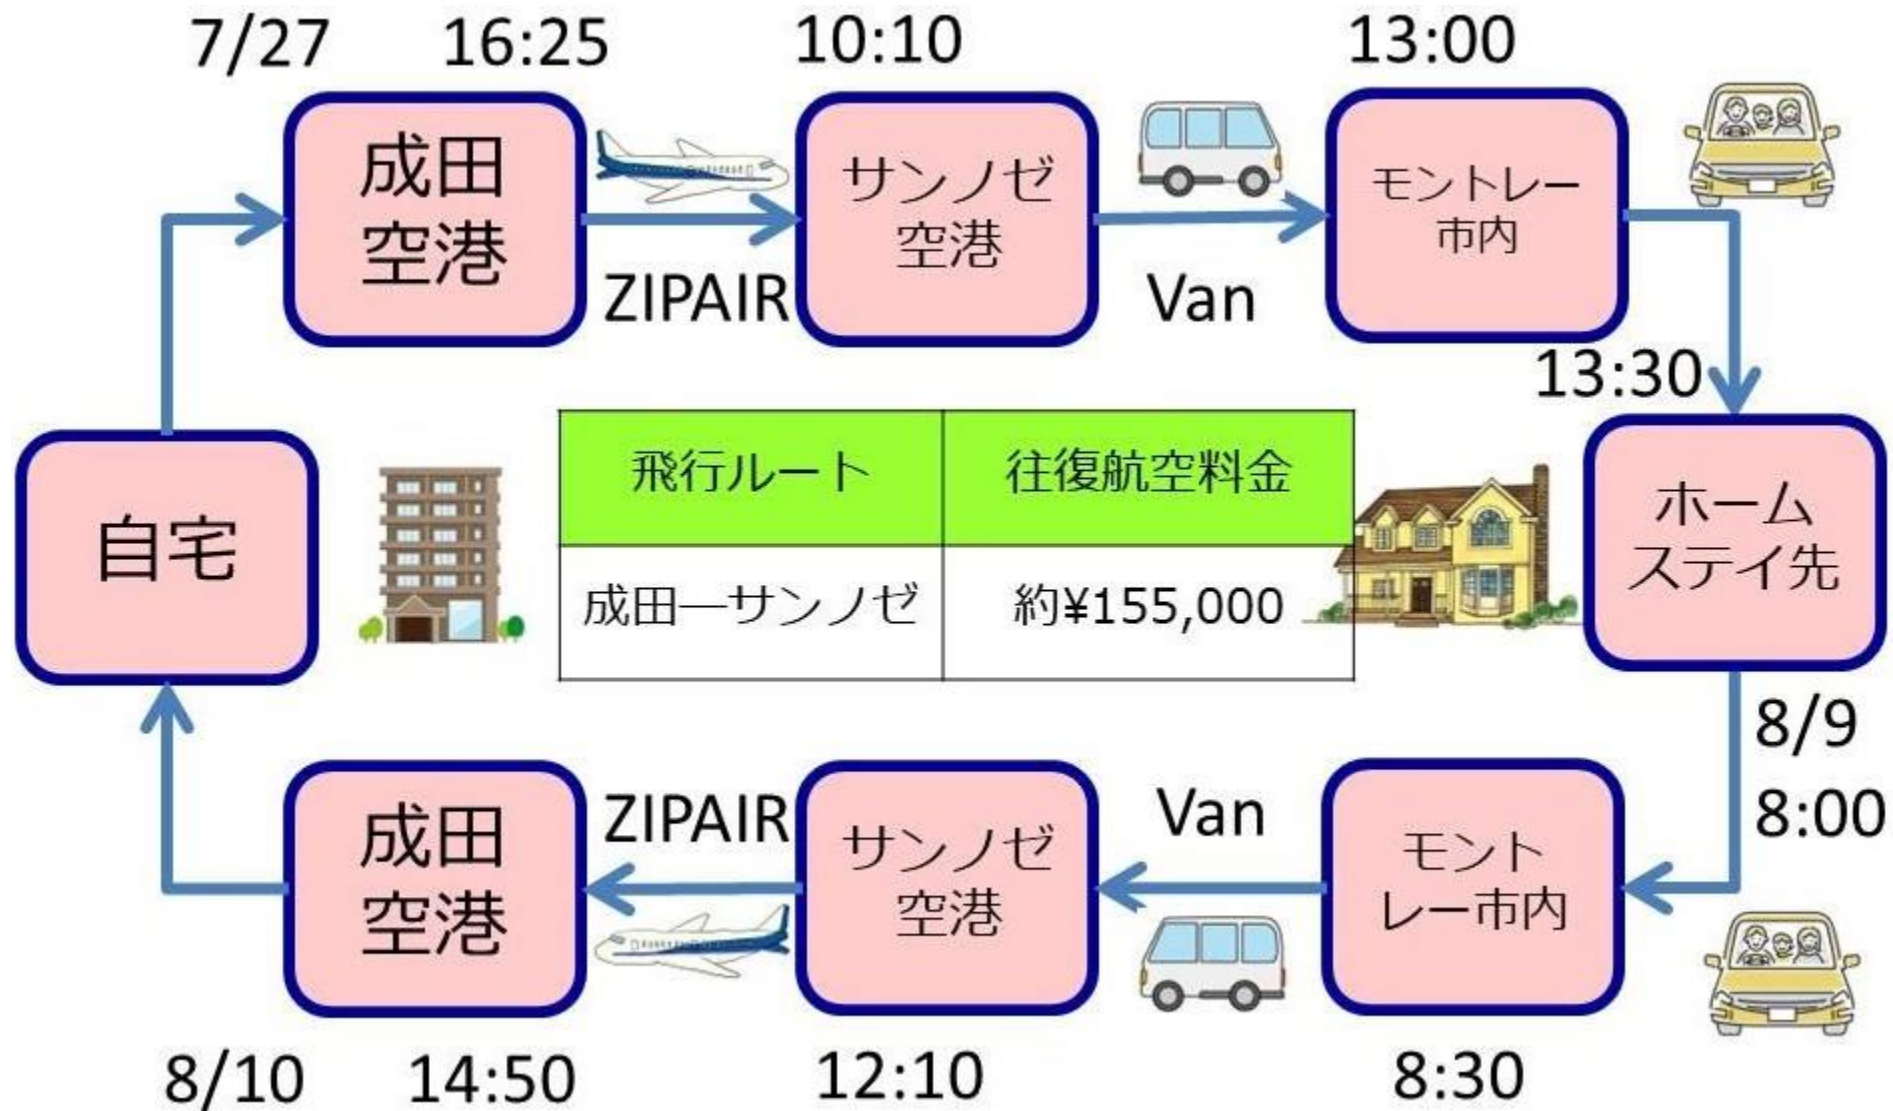 7/27 16:25 10:10 13:00
成田
空港
ZIPAIR
サンノゼ
空港
Van
モントレー
市内
13:30
ホーム
ステイ先
自宅
飛行ルート 往復航空料金
成田―サンノゼ 約¥155,000
8/9
8:00
成田
空港
ZIPAIR
サンノゼ
空港
Van
モント
レー市内
8/10 14:50 12:10 8:30